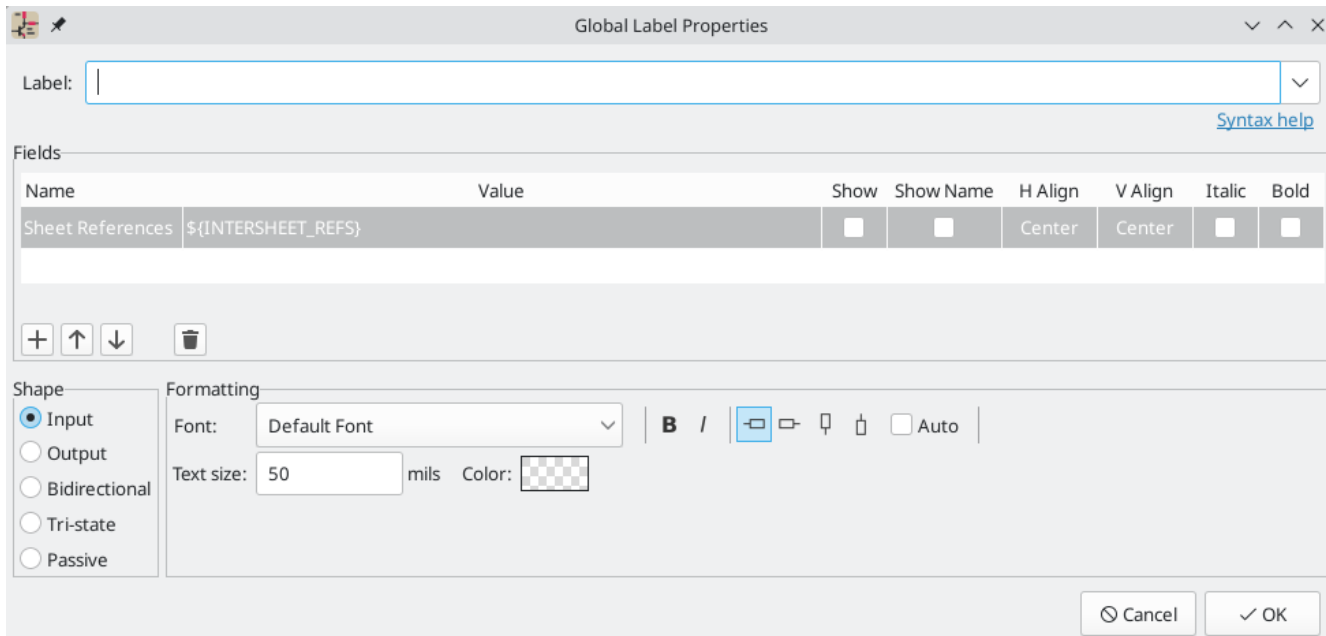 Global Label Properties
Label:
Syntax help
Fields
Name Value Show Show Name H Align V Align Italic Bold
Sheet References ${INTERSHEET_REFS} Center Center
Shape
Input
Output
Bidirectional
Tri-state
Passive
Formatting
Font: Default Font B I Auto
Text size: 50 mils Color:
Cancel OK